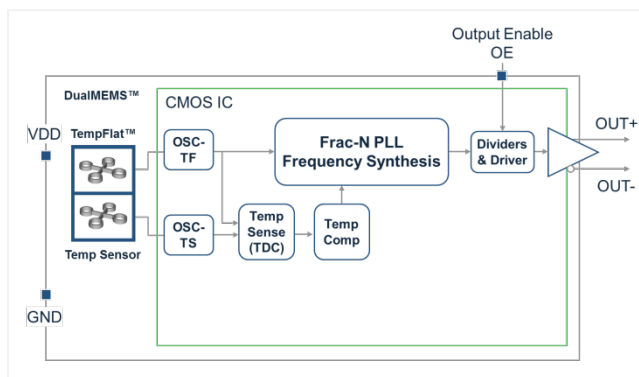 Output Enable
OE
DualMEMS™
CMOS IC
VDD
TempFlat™
OSC-
TF
Frac-N PLL
Frequency Synthesis
Dividers
& Driver
OUT+
OUT-
OSC-
TS
Temp
Sense
(TDC)
Temp
Comp
Temp Sensor
GND